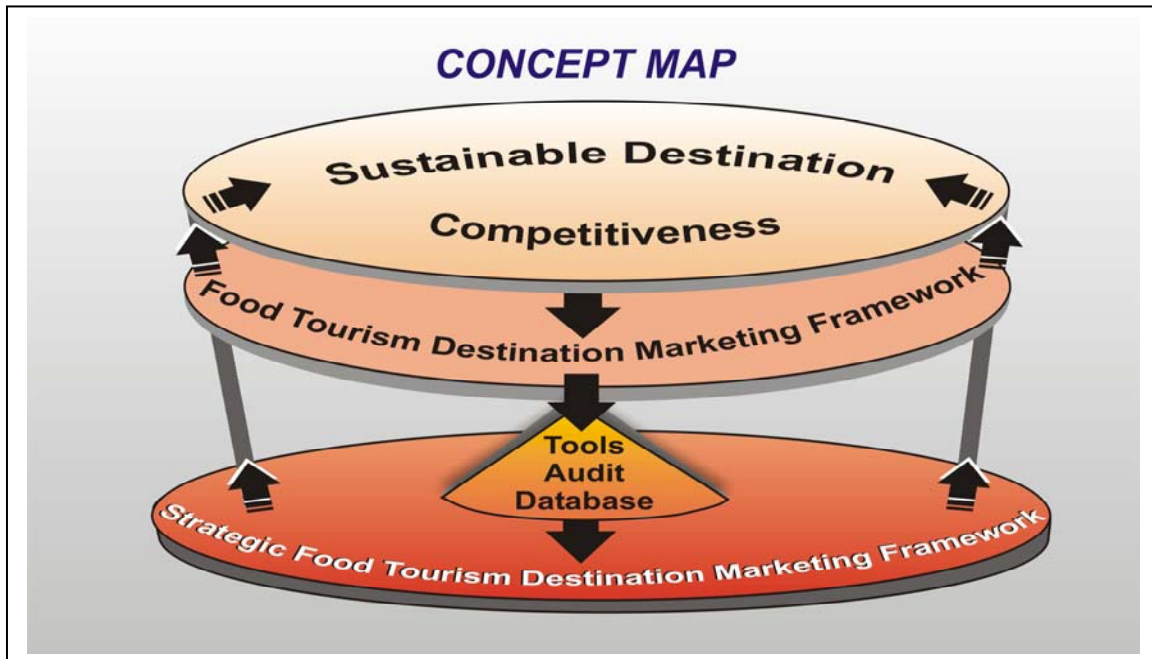 CONCEPT MAP
Sustainable Destination
Competitiveness
Food Tourism Destination Marketing Framework
Tools
Audit
Database
Strategic Food Tourism Destination Marketing Framework